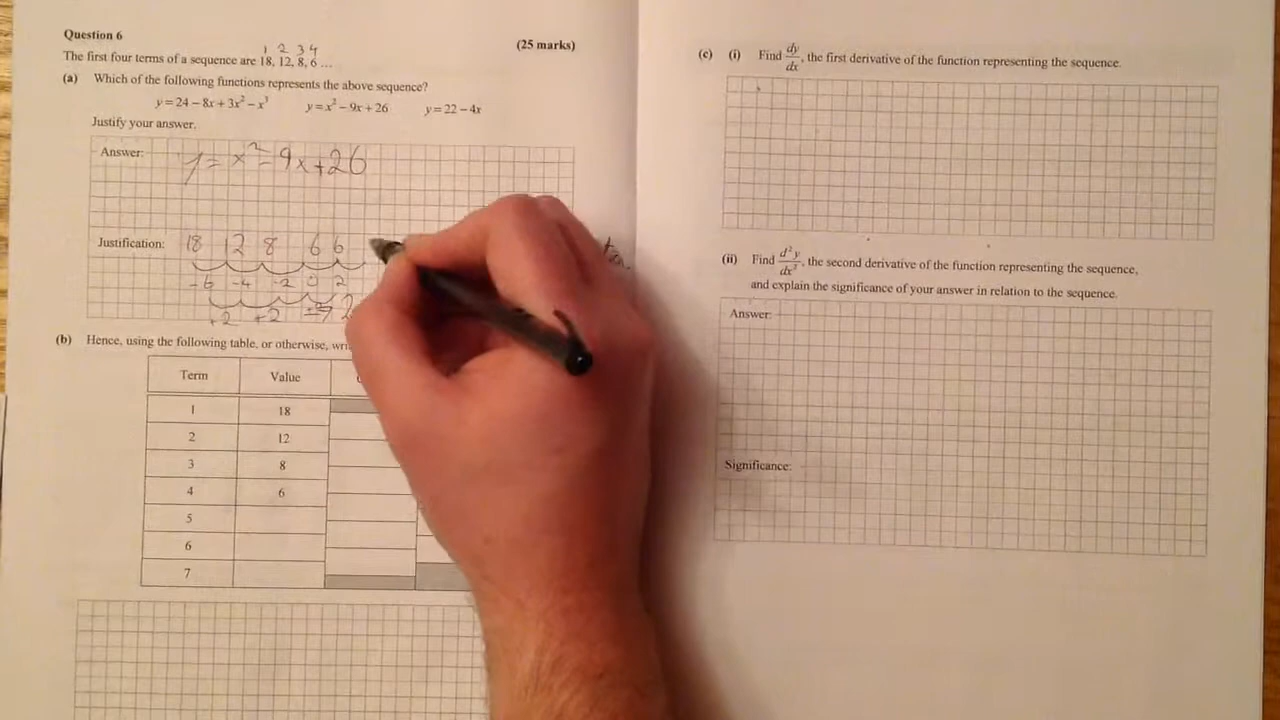 Question 6
(25 marks)
1 2 3 4
The first four terms of a sequence are 18, 12, 8, 6 ...
(a) Which of the following functions represents the above sequence?
y = 24 – 8x + 3x² – x³ y = x² – 9x + 26 y = 22 – 4x
Justify your answer.
Answer: y = x² – 9x + 26
Justification: 18 12 8 6 6
-6 -4 -2 0 2
+2 +2 2
(b) Hence, using the following table, or otherwise,
Term Value
1 18
2 12
3 8
4 6
5
6
7
(c) (i) Find dy/dx, the first derivative of the function representing the sequence.
(ii) Find d²y/dx², the second derivative of the function representing the sequence,
and explain the significance of your answer in relation to the sequence.
Answer:
Significance: